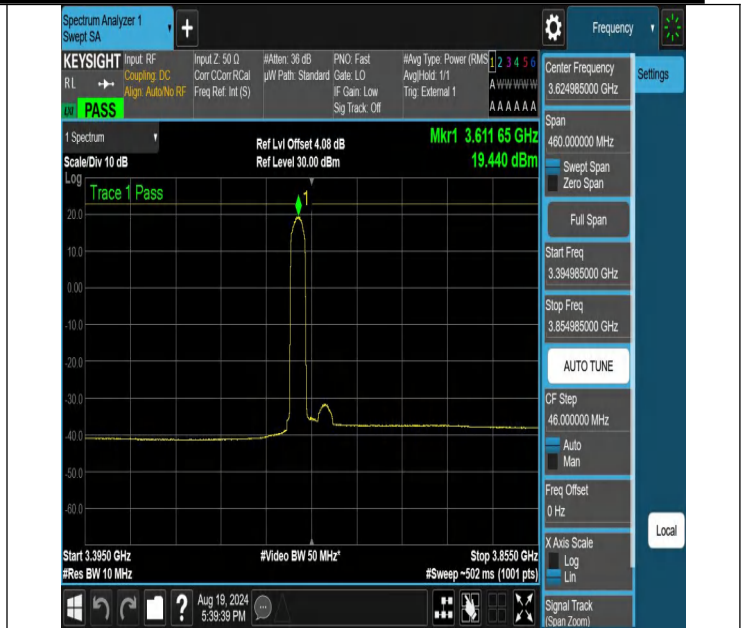 Spectrum Analyzer 1
Swept SA
Frequency
KEYSIGHT
RL
PASS
Input: RF
Coupling: DC
Align: Auto/No RF
Input Z: 50 Ω
Corr CCorr RCal
Freq Ref: Int (S)
#Atten: 36 dB
µW Path: Standard
PNO: Fast
Gate: LO
IF Gain: Low
Sig Track: Off
#Avg Type: Power (RMS
Avg|Hold: 1/1
Trig: External 1
1 2 3 4 5 6
A W W W W W
A A A A A A
1 Spectrum
Scale/Div 10 dB
Ref Lvl Offset 4.08 dB
Ref Level 30.00 dBm
Mkr1 3.611 65 GHz
19.440 dBm
Log
Trace 1 Pass
1
20.0
10.0
0.00
-10.0
-20.0
-30.0
-40.0
-50.0
-60.0
Start 3.3950 GHz
#Res BW 10 MHz
#Video BW 50 MHz*
Stop 3.8550 GHz
#Sweep ~502 ms (1001 pts)
Aug 19, 2024
5:39:39 PM
Center Frequency
3.624985000 GHz
Settings
Span
460.000000 MHz
Swept Span
Zero Span
Full Span
Start Freq
3.394985000 GHz
Stop Freq
3.854985000 GHz
AUTO TUNE
CF Step
46.000000 MHz
Auto
Man
Freq Offset
0 Hz
Local
X Axis Scale
Log
Lin
Signal Track
(Span Zoom)